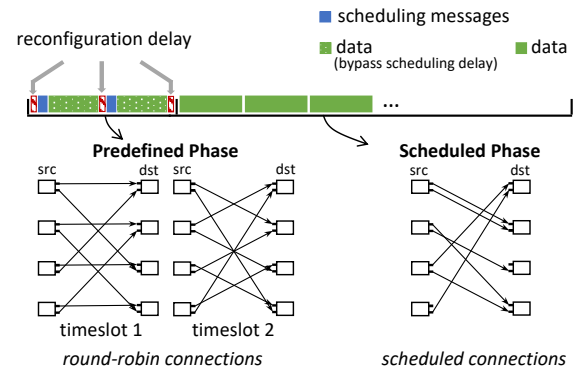 scheduling messages
reconfiguration delay
data
(bypass scheduling delay)
data
...
Predefined Phase
Scheduled Phase
src dst src dst
src dst
timeslot 1 timeslot 2
round-robin connections
scheduled connections